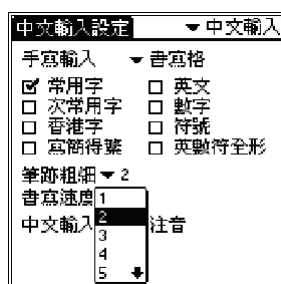 中文輸入設定 中文輸入
手寫輸入 書寫格
常用字 英文
次常用字 數字
香港字 符號
寫簡得繁 英數符全形
筆跡粗細 2
書寫速度 1
2
中文輸入 注音
3
4
5